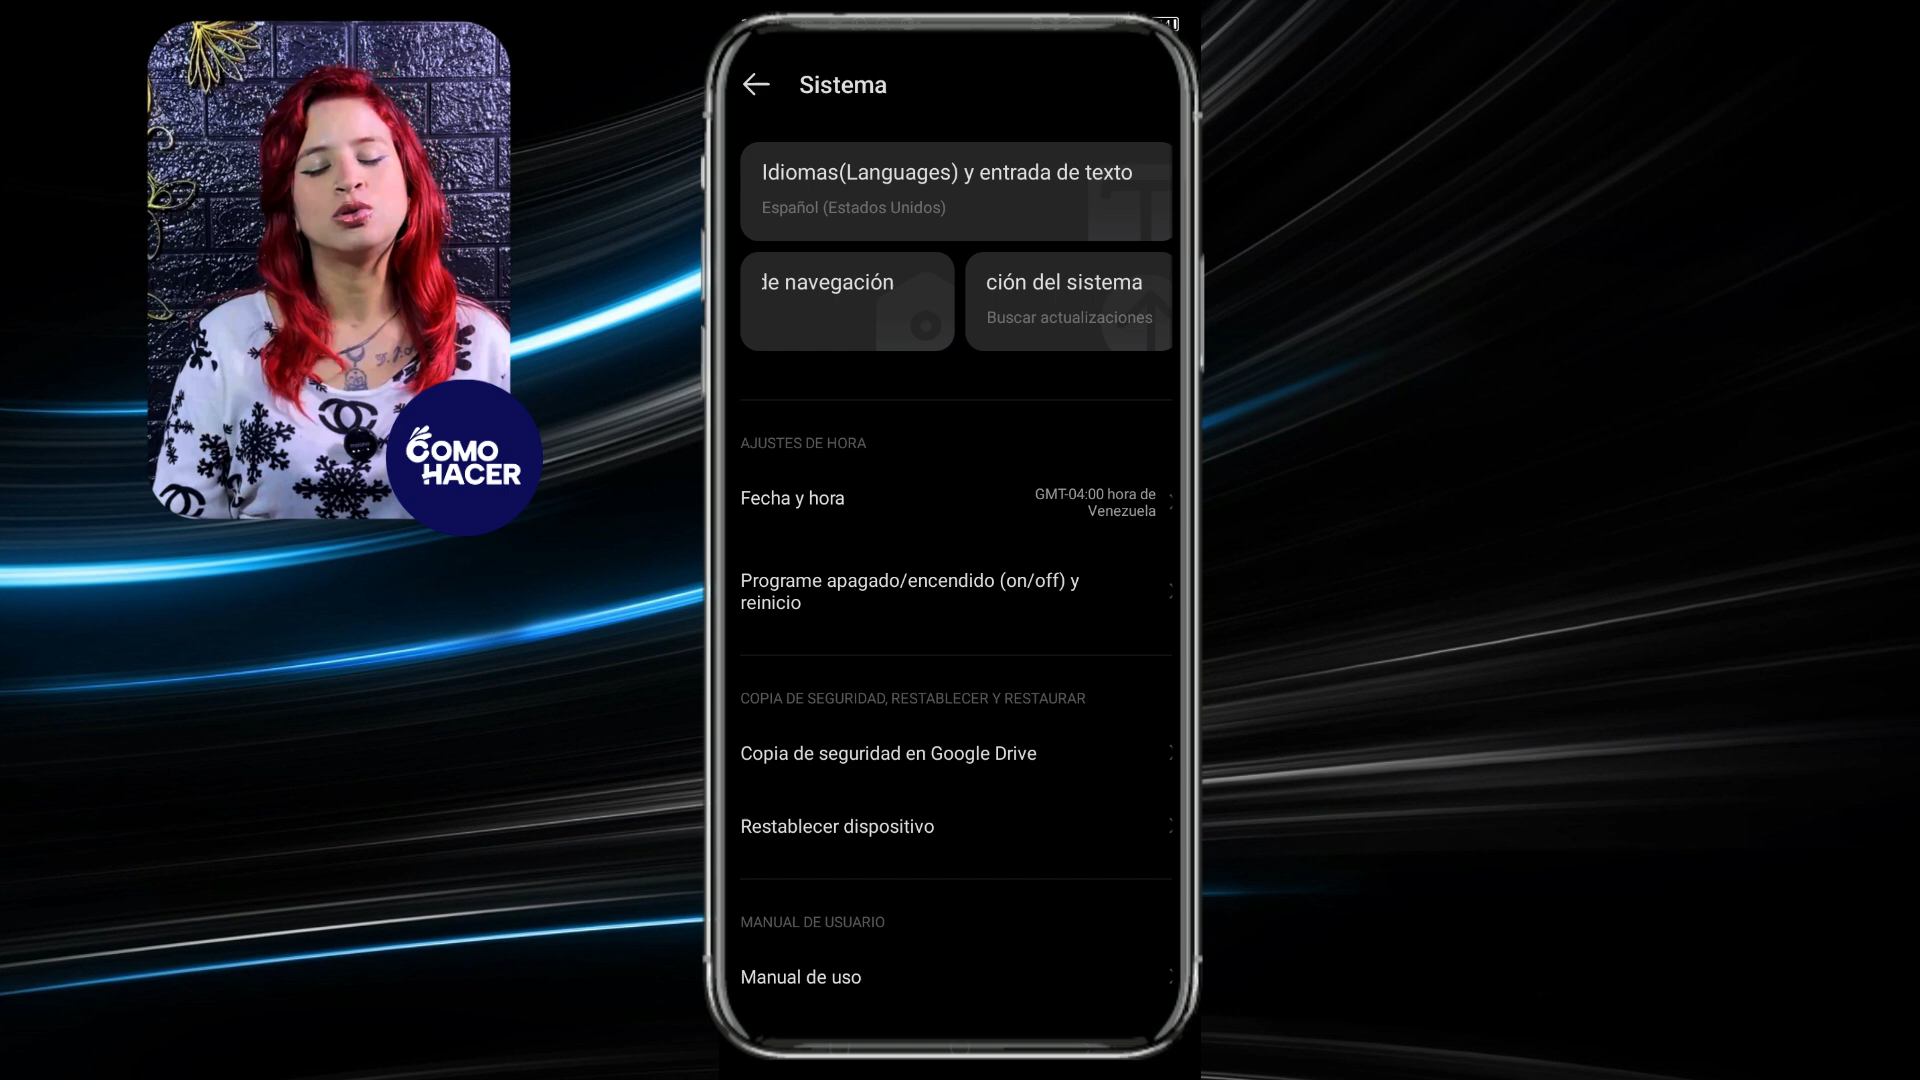 Sistema
Idiomas(Languages) y entrada de texto
Español (Estados Unidos)
de navegación
ción del sistema
Buscar actualizaciones
AJUSTES DE HORA
Fecha y hora
GMT-04:00 hora de
Venezuela
Programe apagado/encendido (on/off) y
reinicio
COPIA DE SEGURIDAD, RESTABLECER Y RESTAURAR
Copia de seguridad en Google Drive
Restablecer dispositivo
MANUAL DE USUARIO
Manual de uso
COMO
HACER